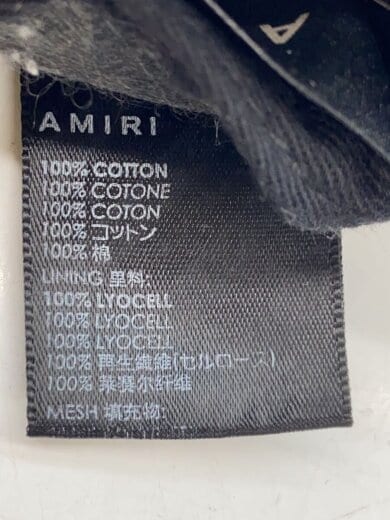 A
AMIRI
100% COTTON
100% COTONE
100% COTON
100% コットン
100% 棉
LINING 里料:
100% LYOCELL
100% LYOCELL
100% LYOCELL
100% 再生繊維(セルロース)
100% 莱赛尔纤维
MESH 填充物: